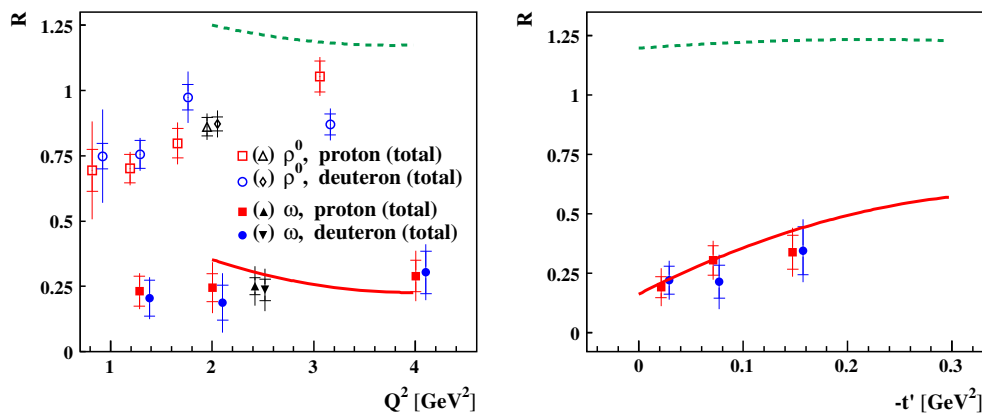 R
1.25
1
0.75
0.5
0.25
0
1
2
3
4
Q² [GeV²]
(△) ρ⁰, proton (total)
(◇) ρ⁰, deuteron (total)
(▲) ω, proton (total)
(▼) ω, deuteron (total)
R
1.25
1
0.75
0.5
0.25
0
0
0.1
0.2
0.3
-t' [GeV²]